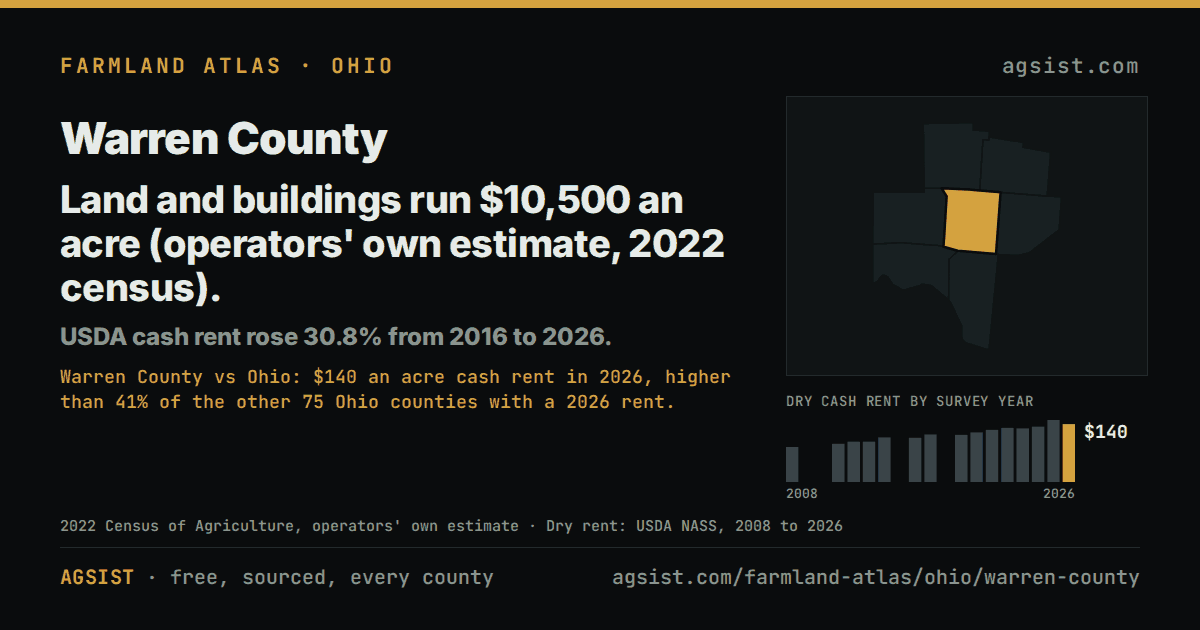 FARMLAND ATLAS · OHIO
agsist.com
Warren County
Land and buildings run $10,500 an
acre (operators' own estimate, 2022
census).
USDA cash rent rose 30.8% from 2016 to 2026.
Warren County vs Ohio: $140 an acre cash rent in 2026, higher
than 41% of the other 75 Ohio counties with a 2026 rent.
DRY CASH RENT BY SURVEY YEAR
$140
2008
2026
2022 Census of Agriculture, operators' own estimate · Dry rent: USDA NASS, 2008 to 2026
AGSIST · free, sourced, every county
agsist.com/farmland-atlas/ohio/warren-county